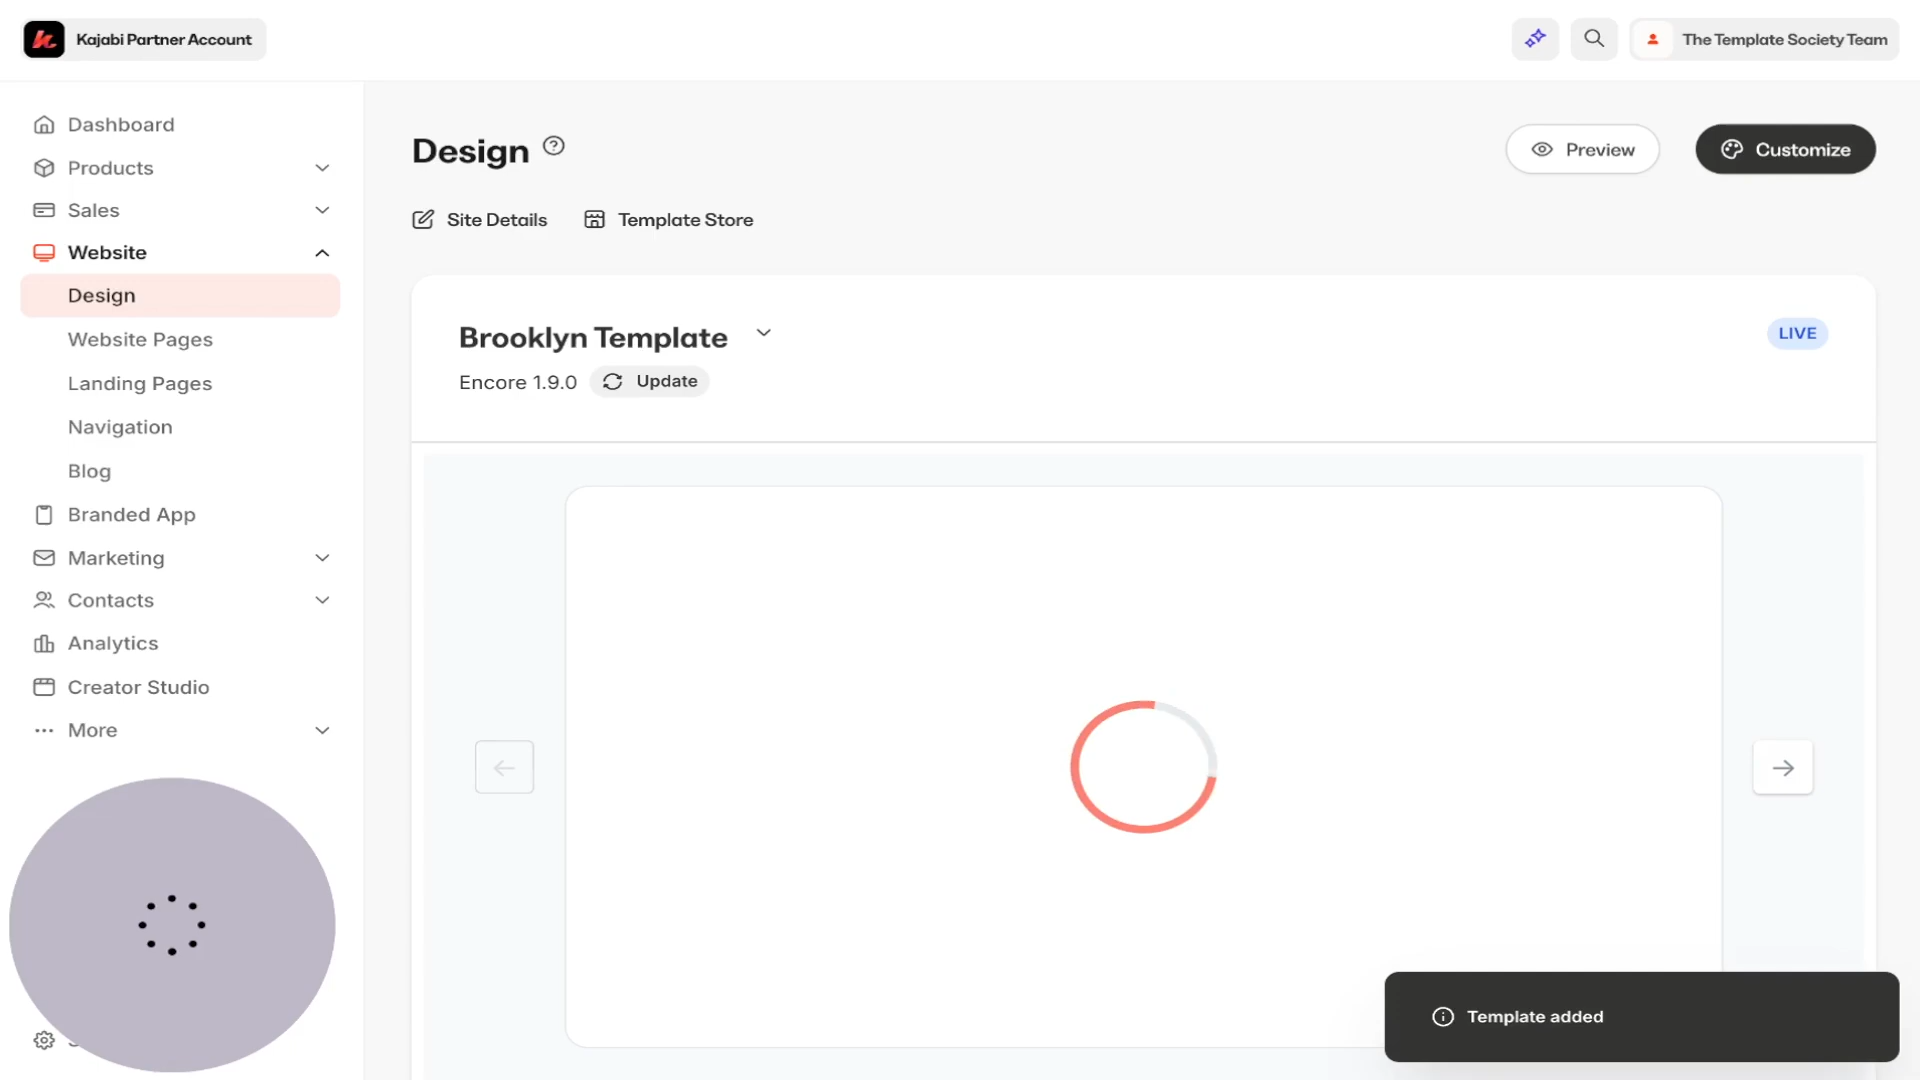 Kajabi Partner Account
The Template Society Team
Dashboard
Products
Sales
Website
Design
Website Pages
Landing Pages
Navigation
Blog
Branded App
Marketing
Contacts
Analytics
Creator Studio
More
Design
Preview
Customize
Site Details
Template Store
Brooklyn Template
LIVE
Encore 1.9.0
Update
Template added